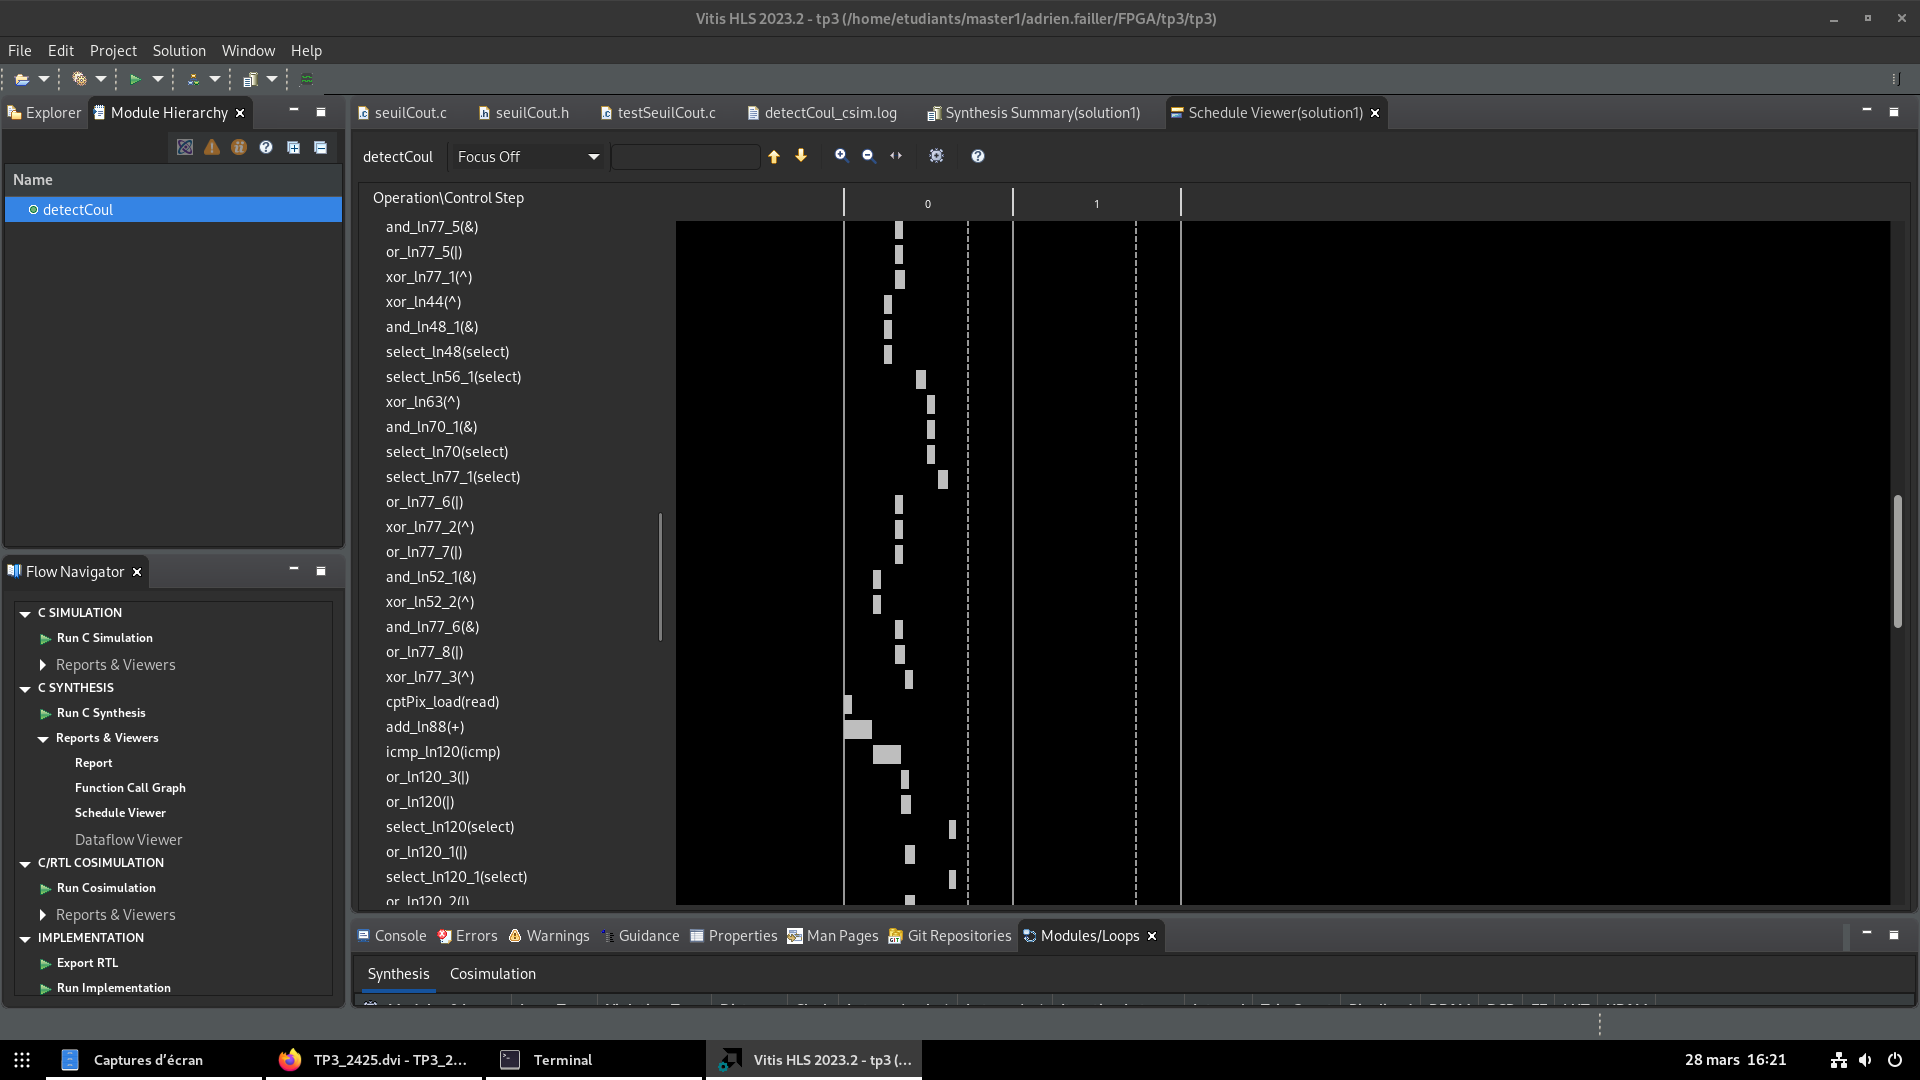 Vitis HLS 2023.2 - tp3 (/home/etudiants/master1/adrien.failler/FPGA/tp3/tp3)
File Edit Project Solution Window Help
Explorer Module Hierarchy
Name
detectCoul
seuilCout.c seuilCout.h testSeuilCout.c detectCoul_csim.log Synthesis Summary(solution1) Schedule Viewer(solution1)
detectCoul Focus Off
Operation\Control Step 0 1
and_ln77_5(&)
or_ln77_5(|)
xor_ln77_1(^)
xor_ln44(^)
and_ln48_1(&)
select_ln48(select)
select_ln56_1(select)
xor_ln63(^)
and_ln70_1(&)
select_ln70(select)
select_ln77_1(select)
or_ln77_6(|)
xor_ln77_2(^)
or_ln77_7(|)
and_ln52_1(&)
xor_ln52_2(^)
and_ln77_6(&)
or_ln77_8(|)
xor_ln77_3(^)
cptPix_load(read)
add_ln88(+)
icmp_ln120(icmp)
or_ln120_3(|)
or_ln120(|)
select_ln120(select)
or_ln120_1(|)
select_ln120_1(select)
or_ln120_2(|)
Flow Navigator
C SIMULATION
Run C Simulation
Reports & Viewers
C SYNTHESIS
Run C Synthesis
Reports & Viewers
Report
Function Call Graph
Schedule Viewer
Dataflow Viewer
C/RTL COSIMULATION
Run Cosimulation
Reports & Viewers
IMPLEMENTATION
Export RTL
Run Implementation
Console Errors Warnings Guidance Properties Man Pages Git Repositories Modules/Loops
Synthesis Cosimulation
Captures d'écran TP3_2425.dvi - TP3_2... Terminal Vitis HLS 2023.2 - tp3 (... 28 mars 16:21